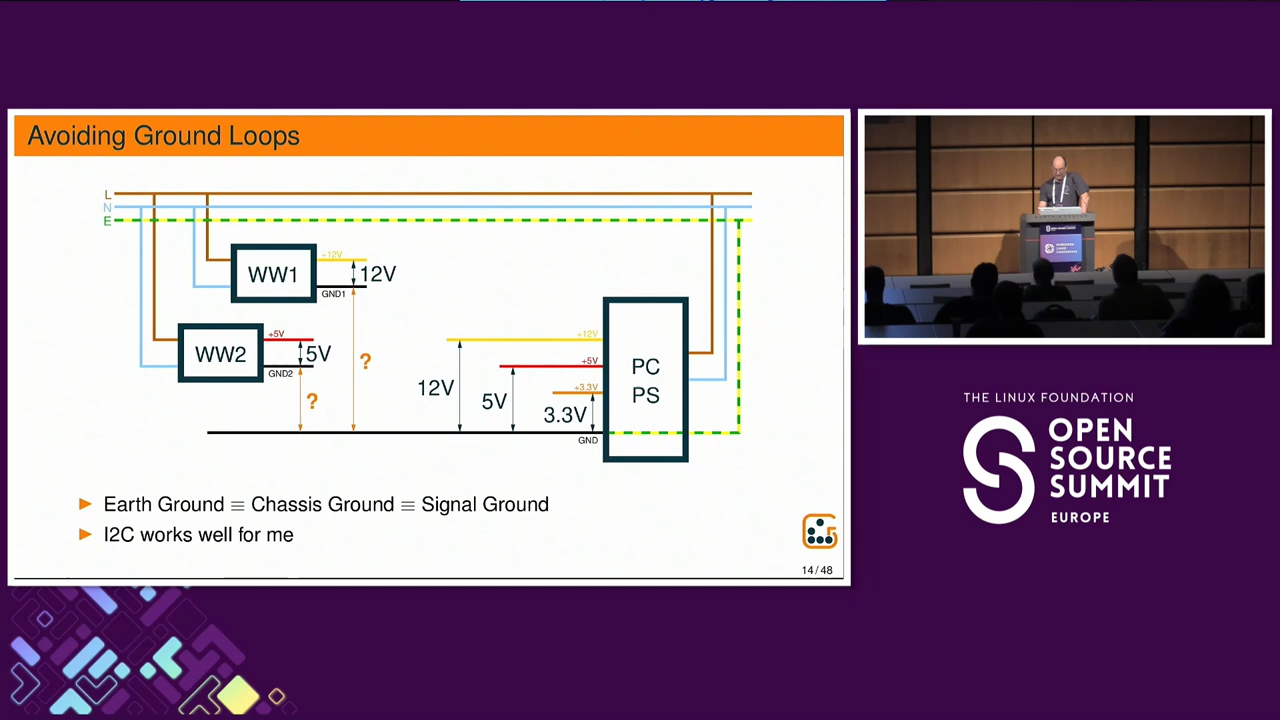 Avoiding Ground Loops
L
N
E
WW1
+12V
12V
GND1
WW2
+5V
5V
GND2
?
?
+12V
+5V
+3.3V
12V
5V
3.3V
GND
PC
PS
► Earth Ground ≡ Chassis Ground ≡ Signal Ground
► I2C works well for me
14 / 48
THE LINUX FOUNDATION
OPEN
SOURCE
SUMMIT
EUROPE